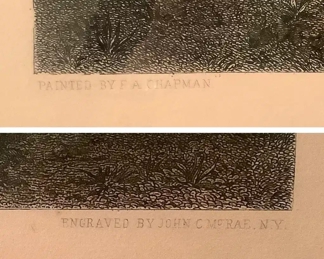 PAINTED BY F. A. CHAPMAN
ENGRAVED BY JOHN C. MCRAE. N.Y.